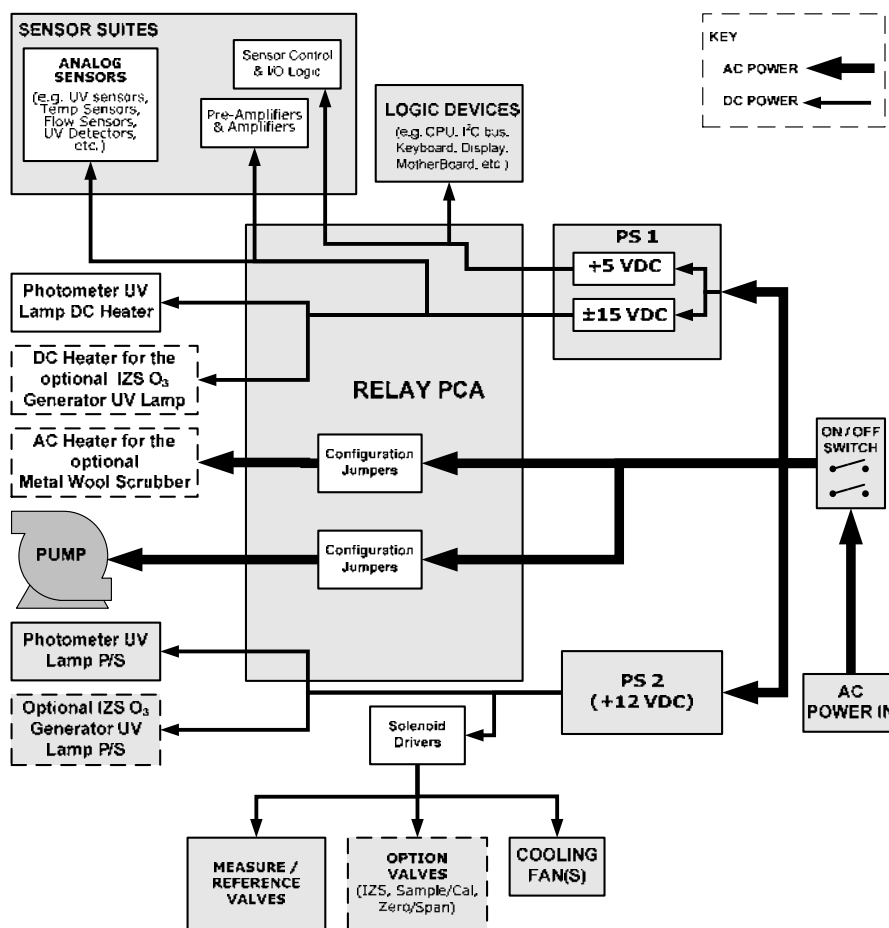 SENSOR SUITES
ANALOG
SENSORS
(e.g. UV sensors,
Temp Sensors,
Flow Sensors,
UV Detectors,
etc.)
Sensor Control
& I/O Logic
Pre-Amplifiers
& Amplifiers
LOGIC DEVICES
(e.g. CPU, I²C bus,
Keyboard, Display,
MotherBoard, etc.)
KEY
AC POWER
DC POWER
PS 1
+5 VDC
±15 VDC
Photometer UV
Lamp DC Heater
DC Heater for the
optional IZS O₃
Generator UV Lamp
RELAY PCA
AC Heater for the
optional
Metal Wool Scrubber
Configuration
Jumpers
ON / OFF
SWITCH
PUMP
Configuration
Jumpers
Photometer UV
Lamp P/S
PS 2
(+12 VDC)
AC
POWER IN
Optional IZS O₃
Generator UV
Lamp P/S
Solenoid
Drivers
MEASURE /
REFERENCE
VALVES
OPTION
VALVES
(IZS, Sample/Cal,
Zero/Span)
COOLING
FAN(S)